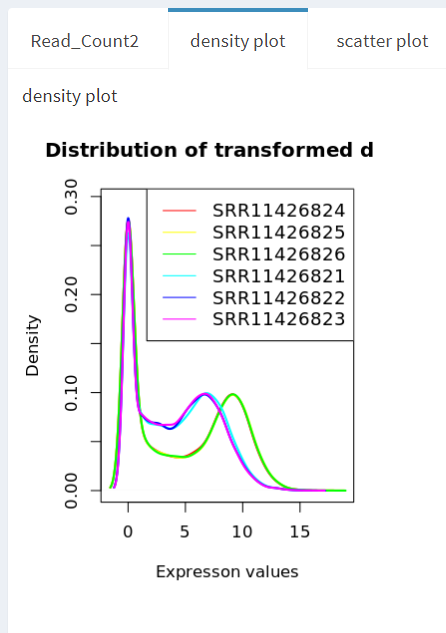 Read_Count2
density plot
scatter plot
density plot
Distribution of transformed d
SRR11426824
SRR11426825
SRR11426826
SRR11426821
SRR11426822
SRR11426823
0.30
0.20
0.10
0.00
Density
0 5 10 15
Expresson values